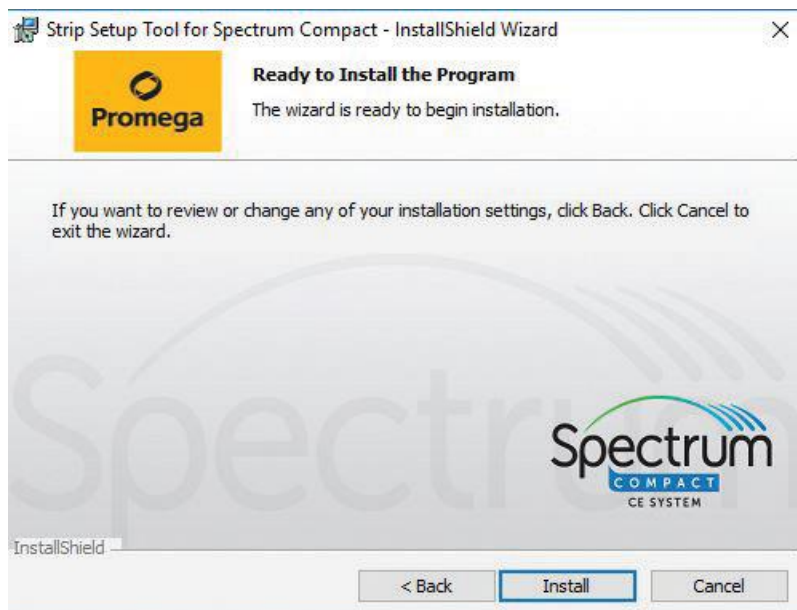 Strip Setup Tool for Spectrum Compact - InstallShield Wizard
Promega
Ready to Install the Program
The wizard is ready to begin installation.
If you want to review or change any of your installation settings, click Back. Click Cancel to
exit the wizard.
Spectrum
Spectrum
COMPACT
CE SYSTEM
InstallShield
< Back
Install
Cancel